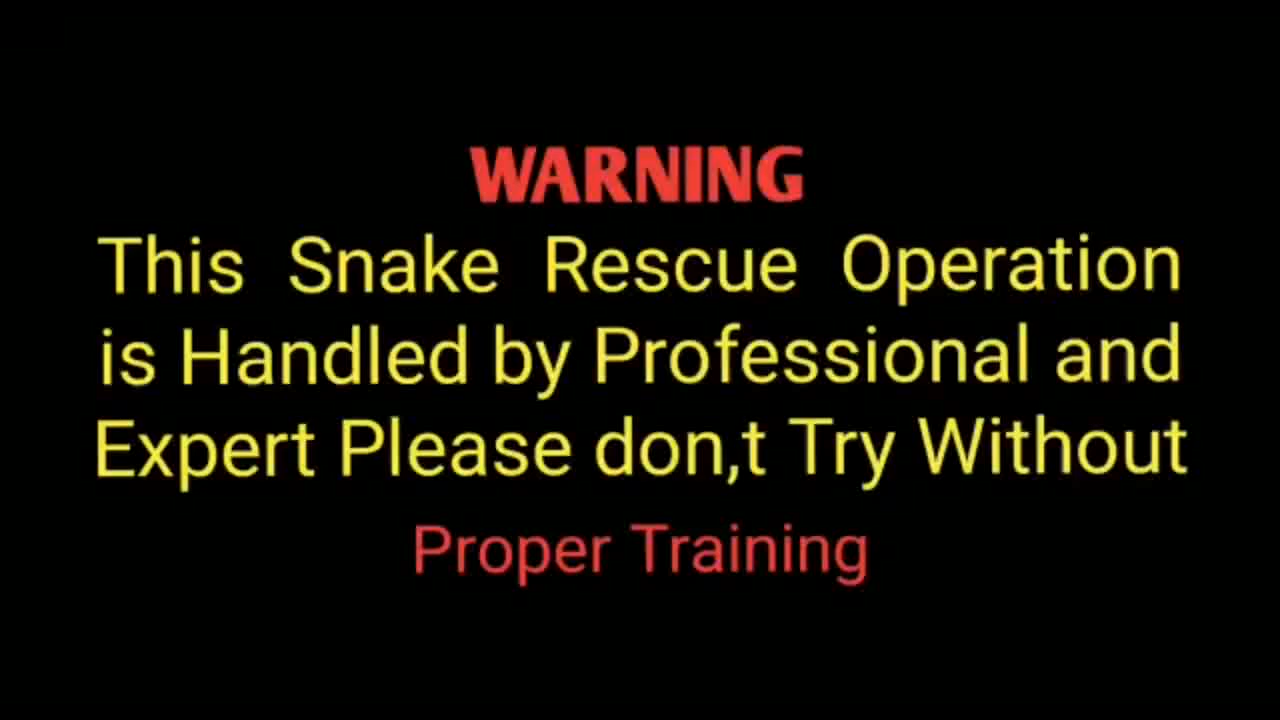 WARNING
This Snake Rescue Operation
is Handled by Professional and
Expert Please don,t Try Without
Proper Training